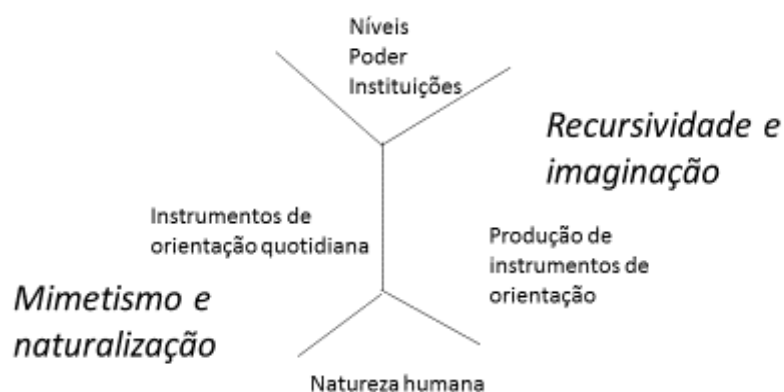 Níveis
Poder
Instituições
Recursividade e
imaginação
Instrumentos de
orientação quotidiana
Produção de
instrumentos de
orientação
Mimetismo e
naturalização
Natureza humana